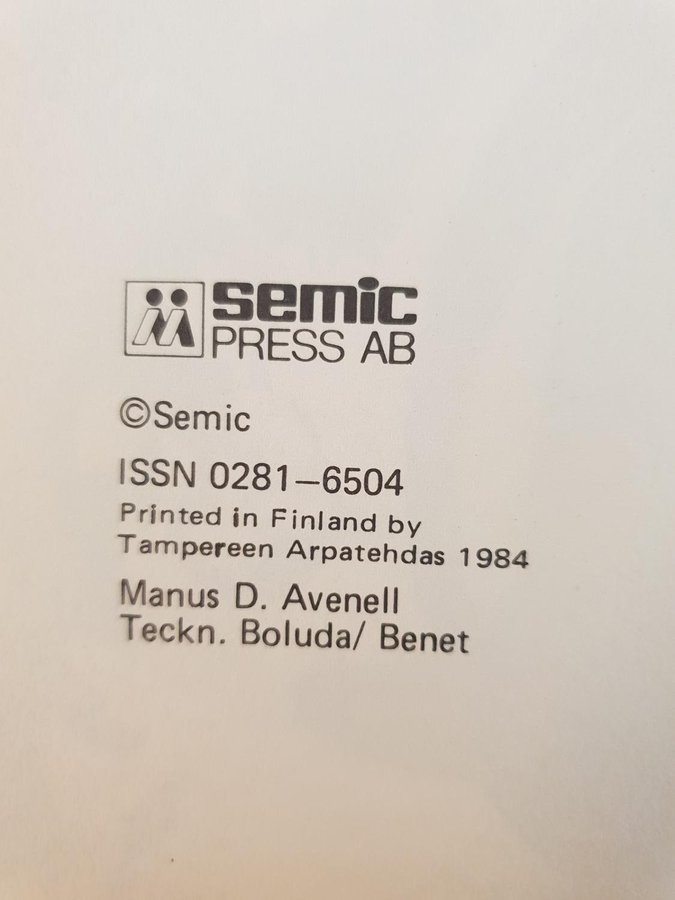 semic
PRESS AB
©Semic
ISSN 0281–6504
Printed in Finland by
Tampereen Arpatehdas 1984
Manus D. Avenell
Teckn. Boluda/ Benet